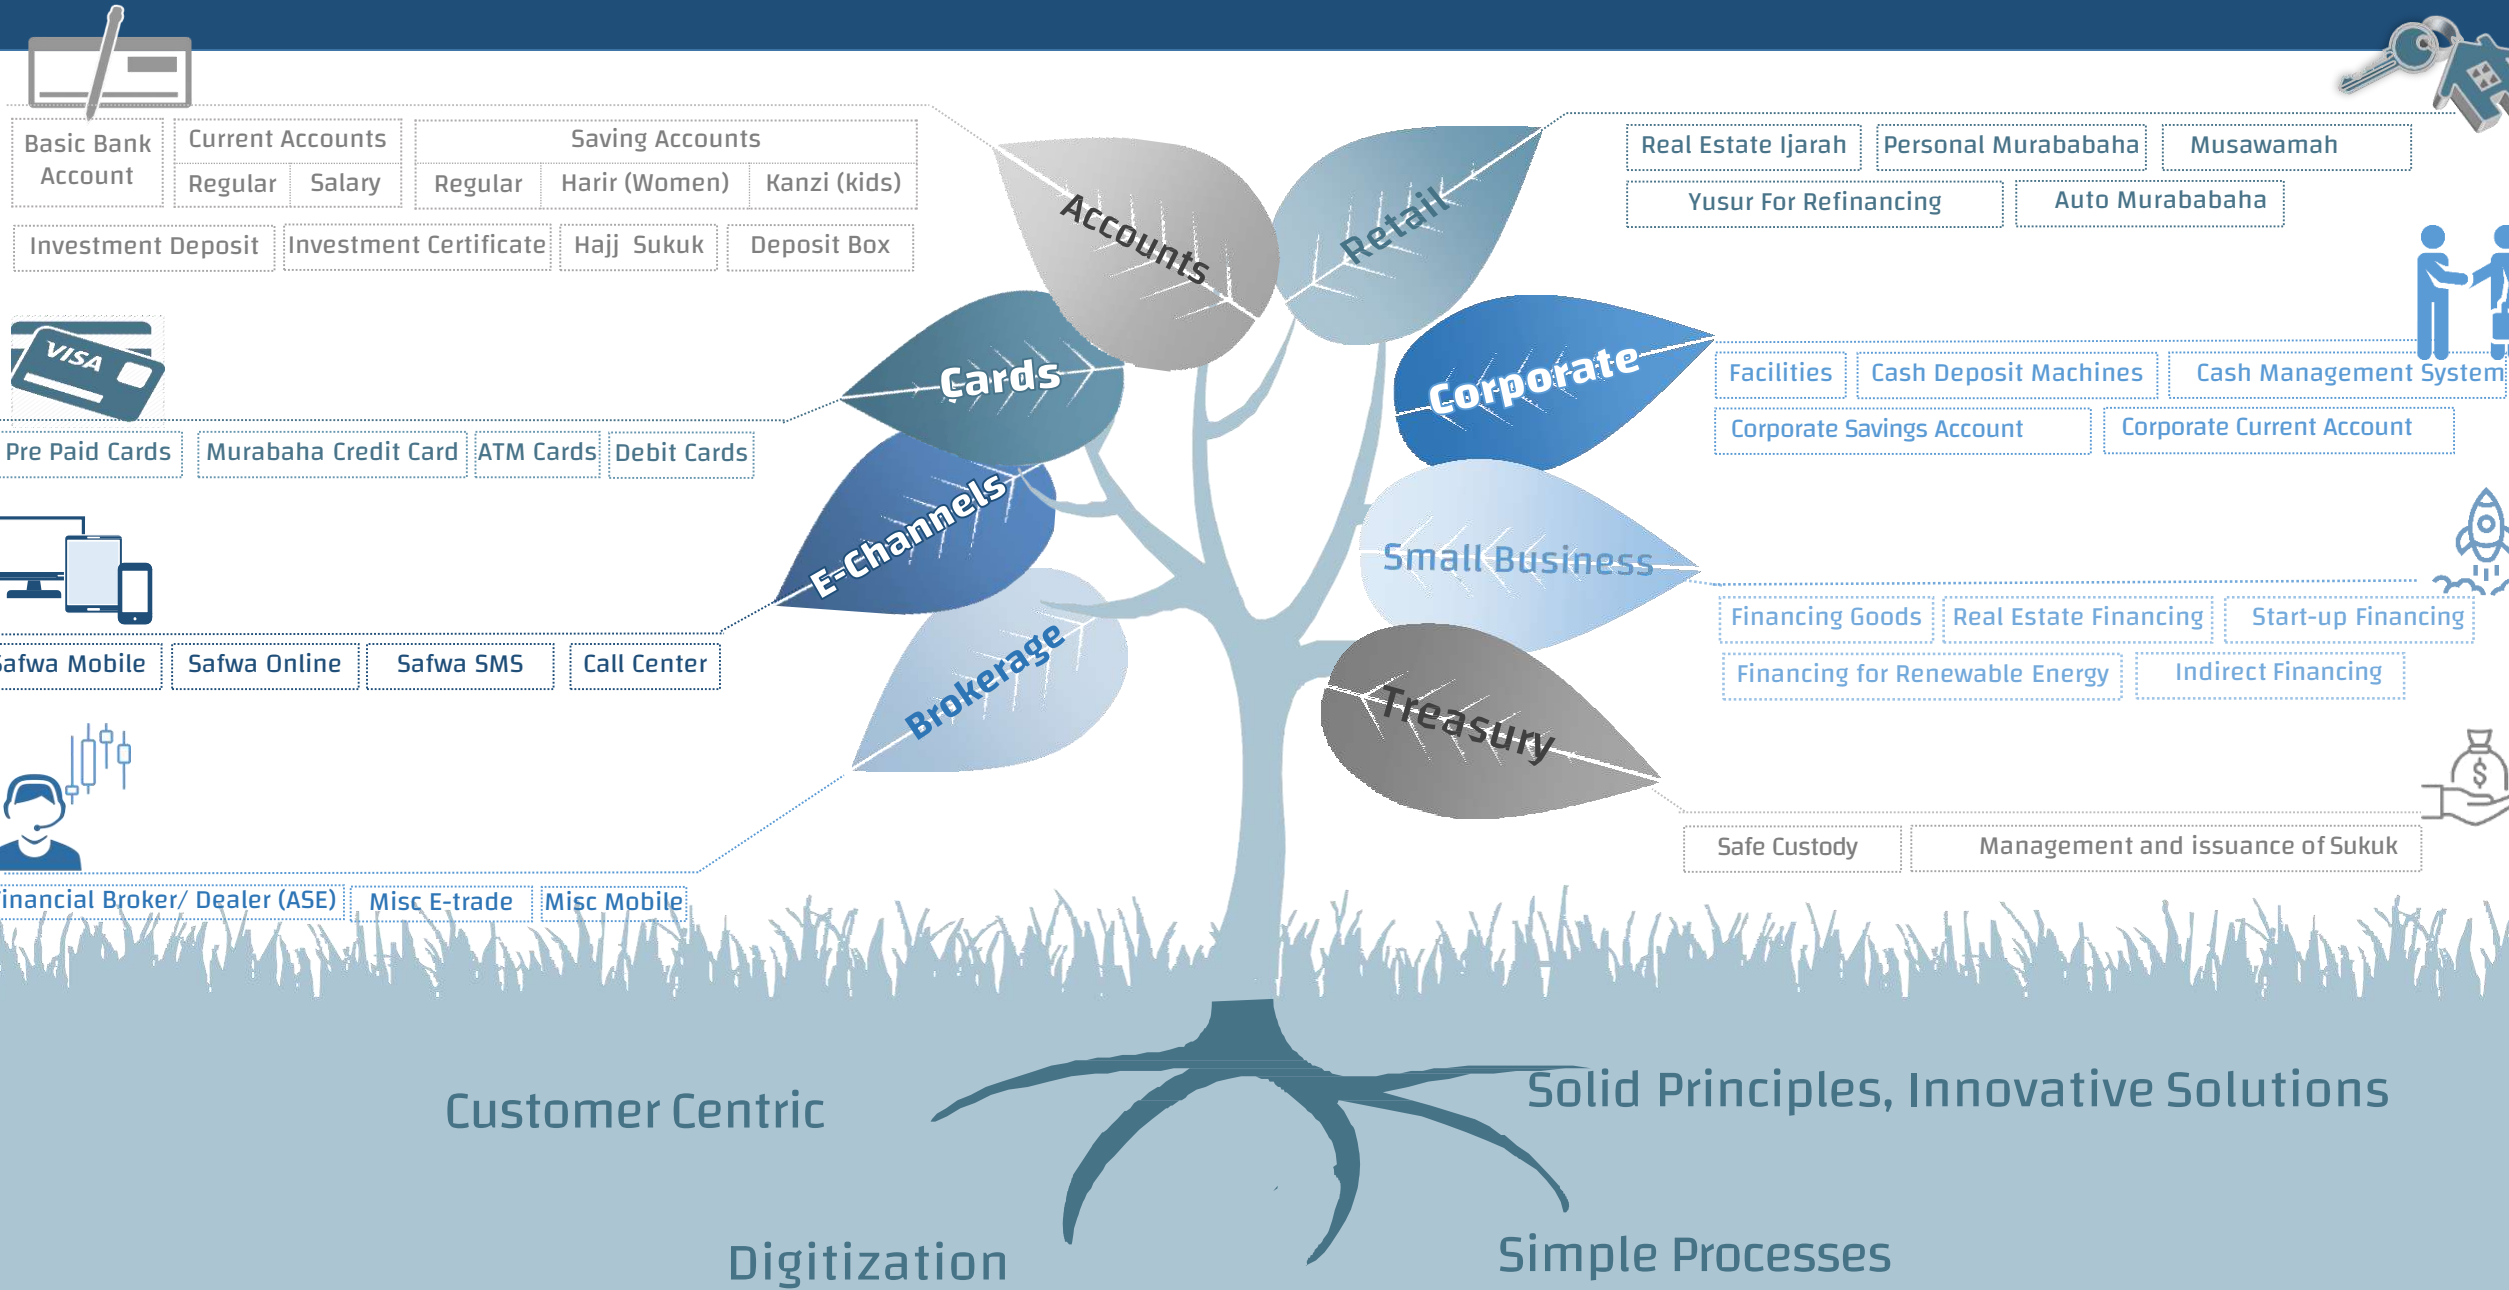 Basic Bank
Account
Current Accounts
Regular
Salary
Saving Accounts
Regular
Harir (Women)
Kanzi (kids)
Investment Deposit
Investment Certificate
Hajj Sukuk
Deposit Box
Accounts
Retail
Real Estate Ijarah
Personal Murababaha
Musawamah
Yusur For Refinancing
Auto Murababaha
VISA
Cards
Pre Paid Cards
Murabaha Credit Card
ATM Cards
Debit Cards
Corporate
Facilities
Cash Deposit Machines
Cash Management System
Corporate Savings Account
Corporate Current Account
E-Channels
Safwa Mobile
Safwa Online
Safwa SMS
Call Center
Small Business
Financing Goods
Real Estate Financing
Start-up Financing
Financing for Renewable Energy
Indirect Financing
Brokerage
inancial Broker/ Dealer (ASE)
Misc E-trade
Misc Mobile
Treasury
$
Safe Custody
Management and issuance of Sukuk
Customer Centric
Solid Principles, Innovative Solutions
Digitization
Simple Processes